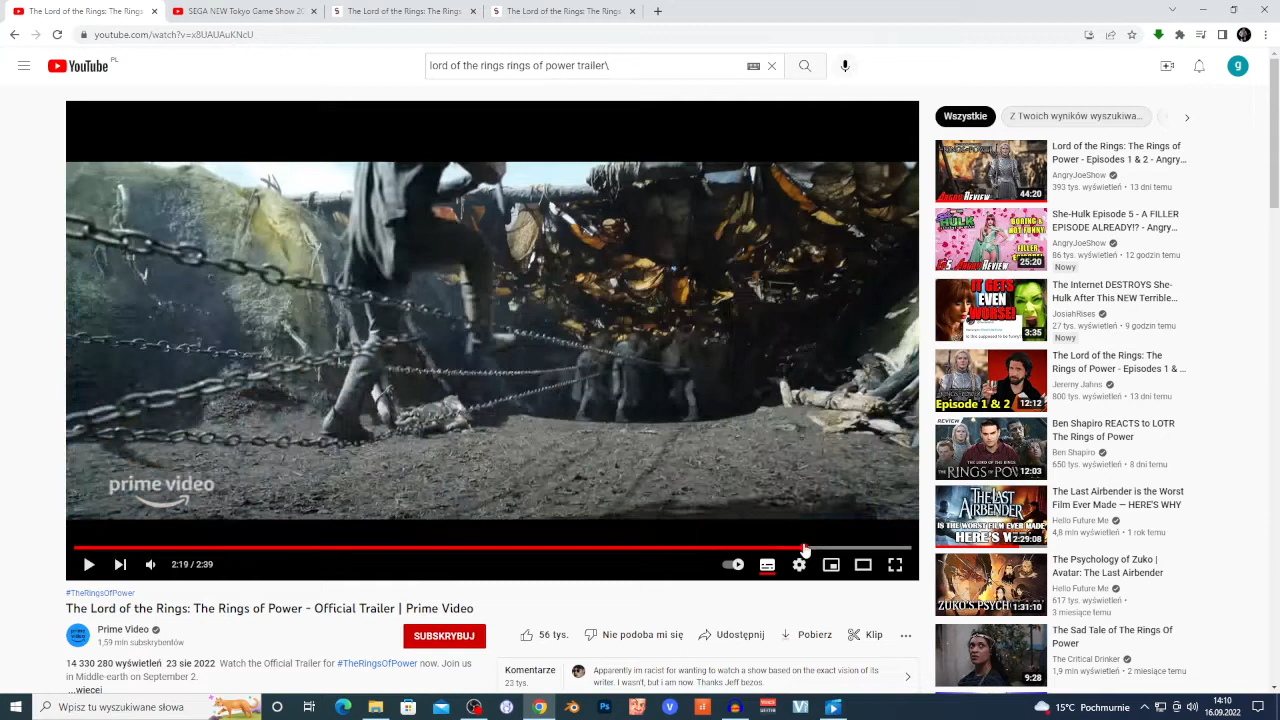 The Lord of the Rings: The Rings
SEGA NEW Tokyo Game Show 20
The Lord of the Rings: The Rings
The Lord of the Rings: The Rings
youtube.com/watch?v=x8UAUAuKNcU
YouTube PL
lord of the rings rings of power trailer\
g
Wszystkie
Z Twoich wyników wyszukiwa...
Lord of the Rings: The Rings of
Power - Episodes 1 & 2 - Angry...
AngryJoeShow
393 tys. wyświetleń • 13 dni temu
44:20
She-Hulk Episode 5 - A FILLER
EPISODE ALREADY!? - Angry...
AngryJoeShow
86 tys. wyświetleń • 12 godzin temu
Nowy
BORING &
NOT FUNNY
25:20
The Internet DESTROYS She-
Hulk After This NEW Terrible...
JosiahRises
27 tys. wyświetleń • 9 godzin temu
Nowy
IT GETS
EVEN
WORSE!
3:35
The Lord of the Rings: The
Rings of Power - Episodes 1 & ...
Jeremy Jahns
800 tys. wyświetleń • 13 dni temu
Episode 1 & 2
12:12
Ben Shapiro REACTS to LOTR
The Rings of Power
Ben Shapiro
650 tys. wyświetleń • 8 dni temu
REVIEW
12:03
The Last Airbender is the Worst
Film Ever Made — HERE'S WHY
Hello Future Me
4,8 mln wyświetleń • 1 rok temu
THE LAST
AIRBENDER
IS THE WORST FILM EVER MADE
HERE'S W
2:29:08
The Psychology of Zuko |
Avatar: The Last Airbender
Hello Future Me
617 tys. wyświetleń •
3 miesiące temu
ZUKO'S PSYCH
1:31:10
The Sad Tale of The Rings Of
Power
The Critical Drinker
1,9 mln wyświetleń • 2 miesiące temu
9:28
prime video
2:19 / 2:39
#TheRingsOfPower
The Lord of the Rings: The Rings of Power - Official Trailer | Prime Video
Prime Video
1,59 mln subskrybentów
SUBSKRYBUJ
56 tys.
Nie podoba mi się
Udostępnij
Pobierz
Klip
14 330 280 wyświetleń 23 sie 2022 Watch the Official Trailer for #TheRingsOfPower now. Join us
in Middle-earth on September 2.
...więcej
Komentarze
23 tys.
Apparently im racist for wanting to watch a show based on the exact vision of its
writer. I wasn't, but i am now. Thanks Jeff bezos.
Wpisz tu wyszukiwane słowa
15°C
14:10
16.09.2022